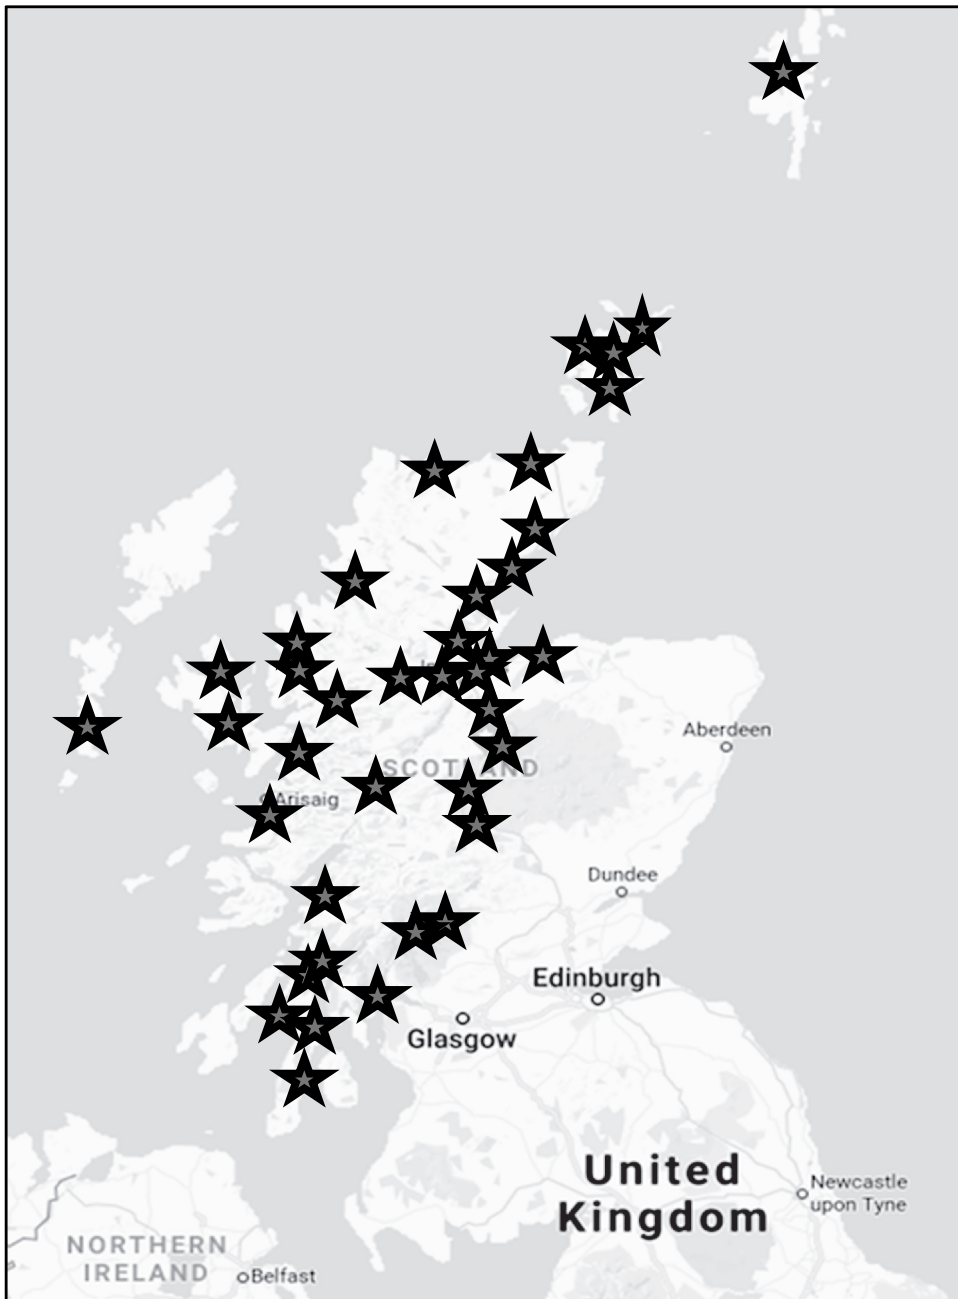 Aberdeen
SCOTLAND
Arisaig
Dundee
Edinburgh
Glasgow
United
Kingdom
Newcastle
upon Tyne
NORTHERN
IRELAND
Belfast